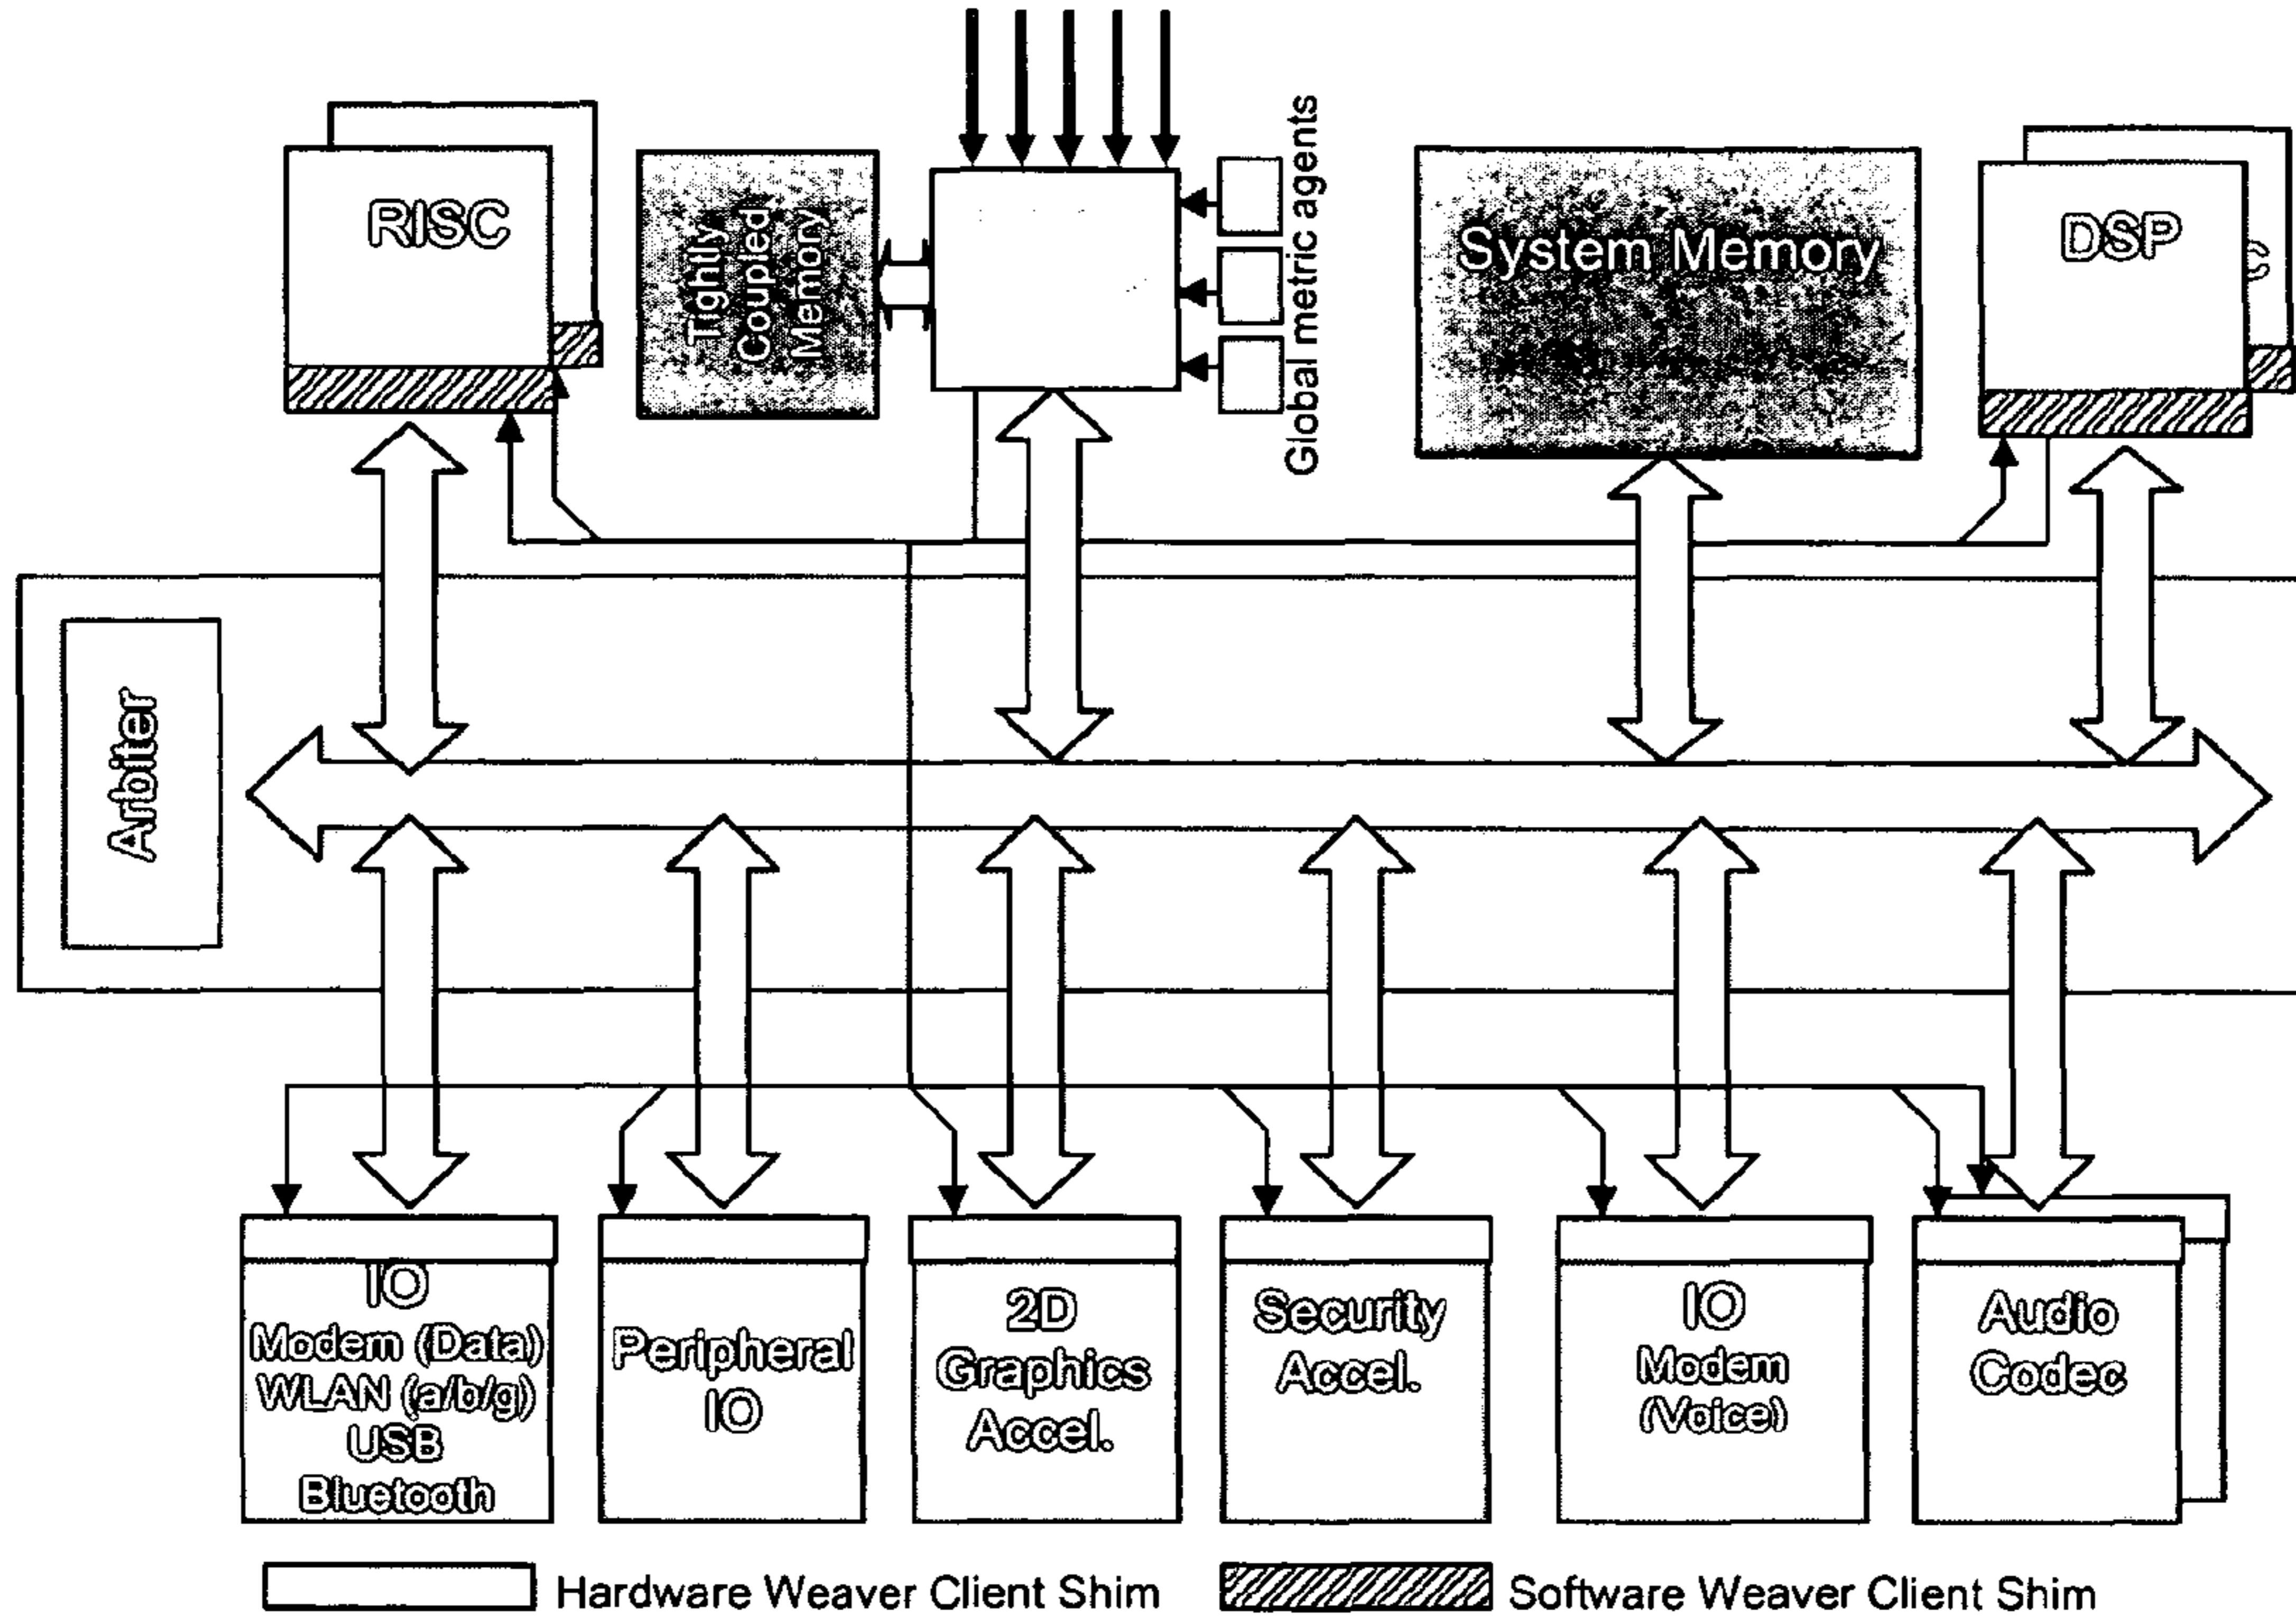 RISC
Tightly
Coupled
Memory
Global metric agents
System Memory
DSP
C
Arbiter
IO
Modem (Data)
WLAN (a/b/g)
USB
Bluetooth
Peripheral
IO
2D
Graphics
Accel.
Security
Accel.
IO
Modem
(Voice)
Audio
Codec
Hardware Weaver Client Shim
Software Weaver Client Shim